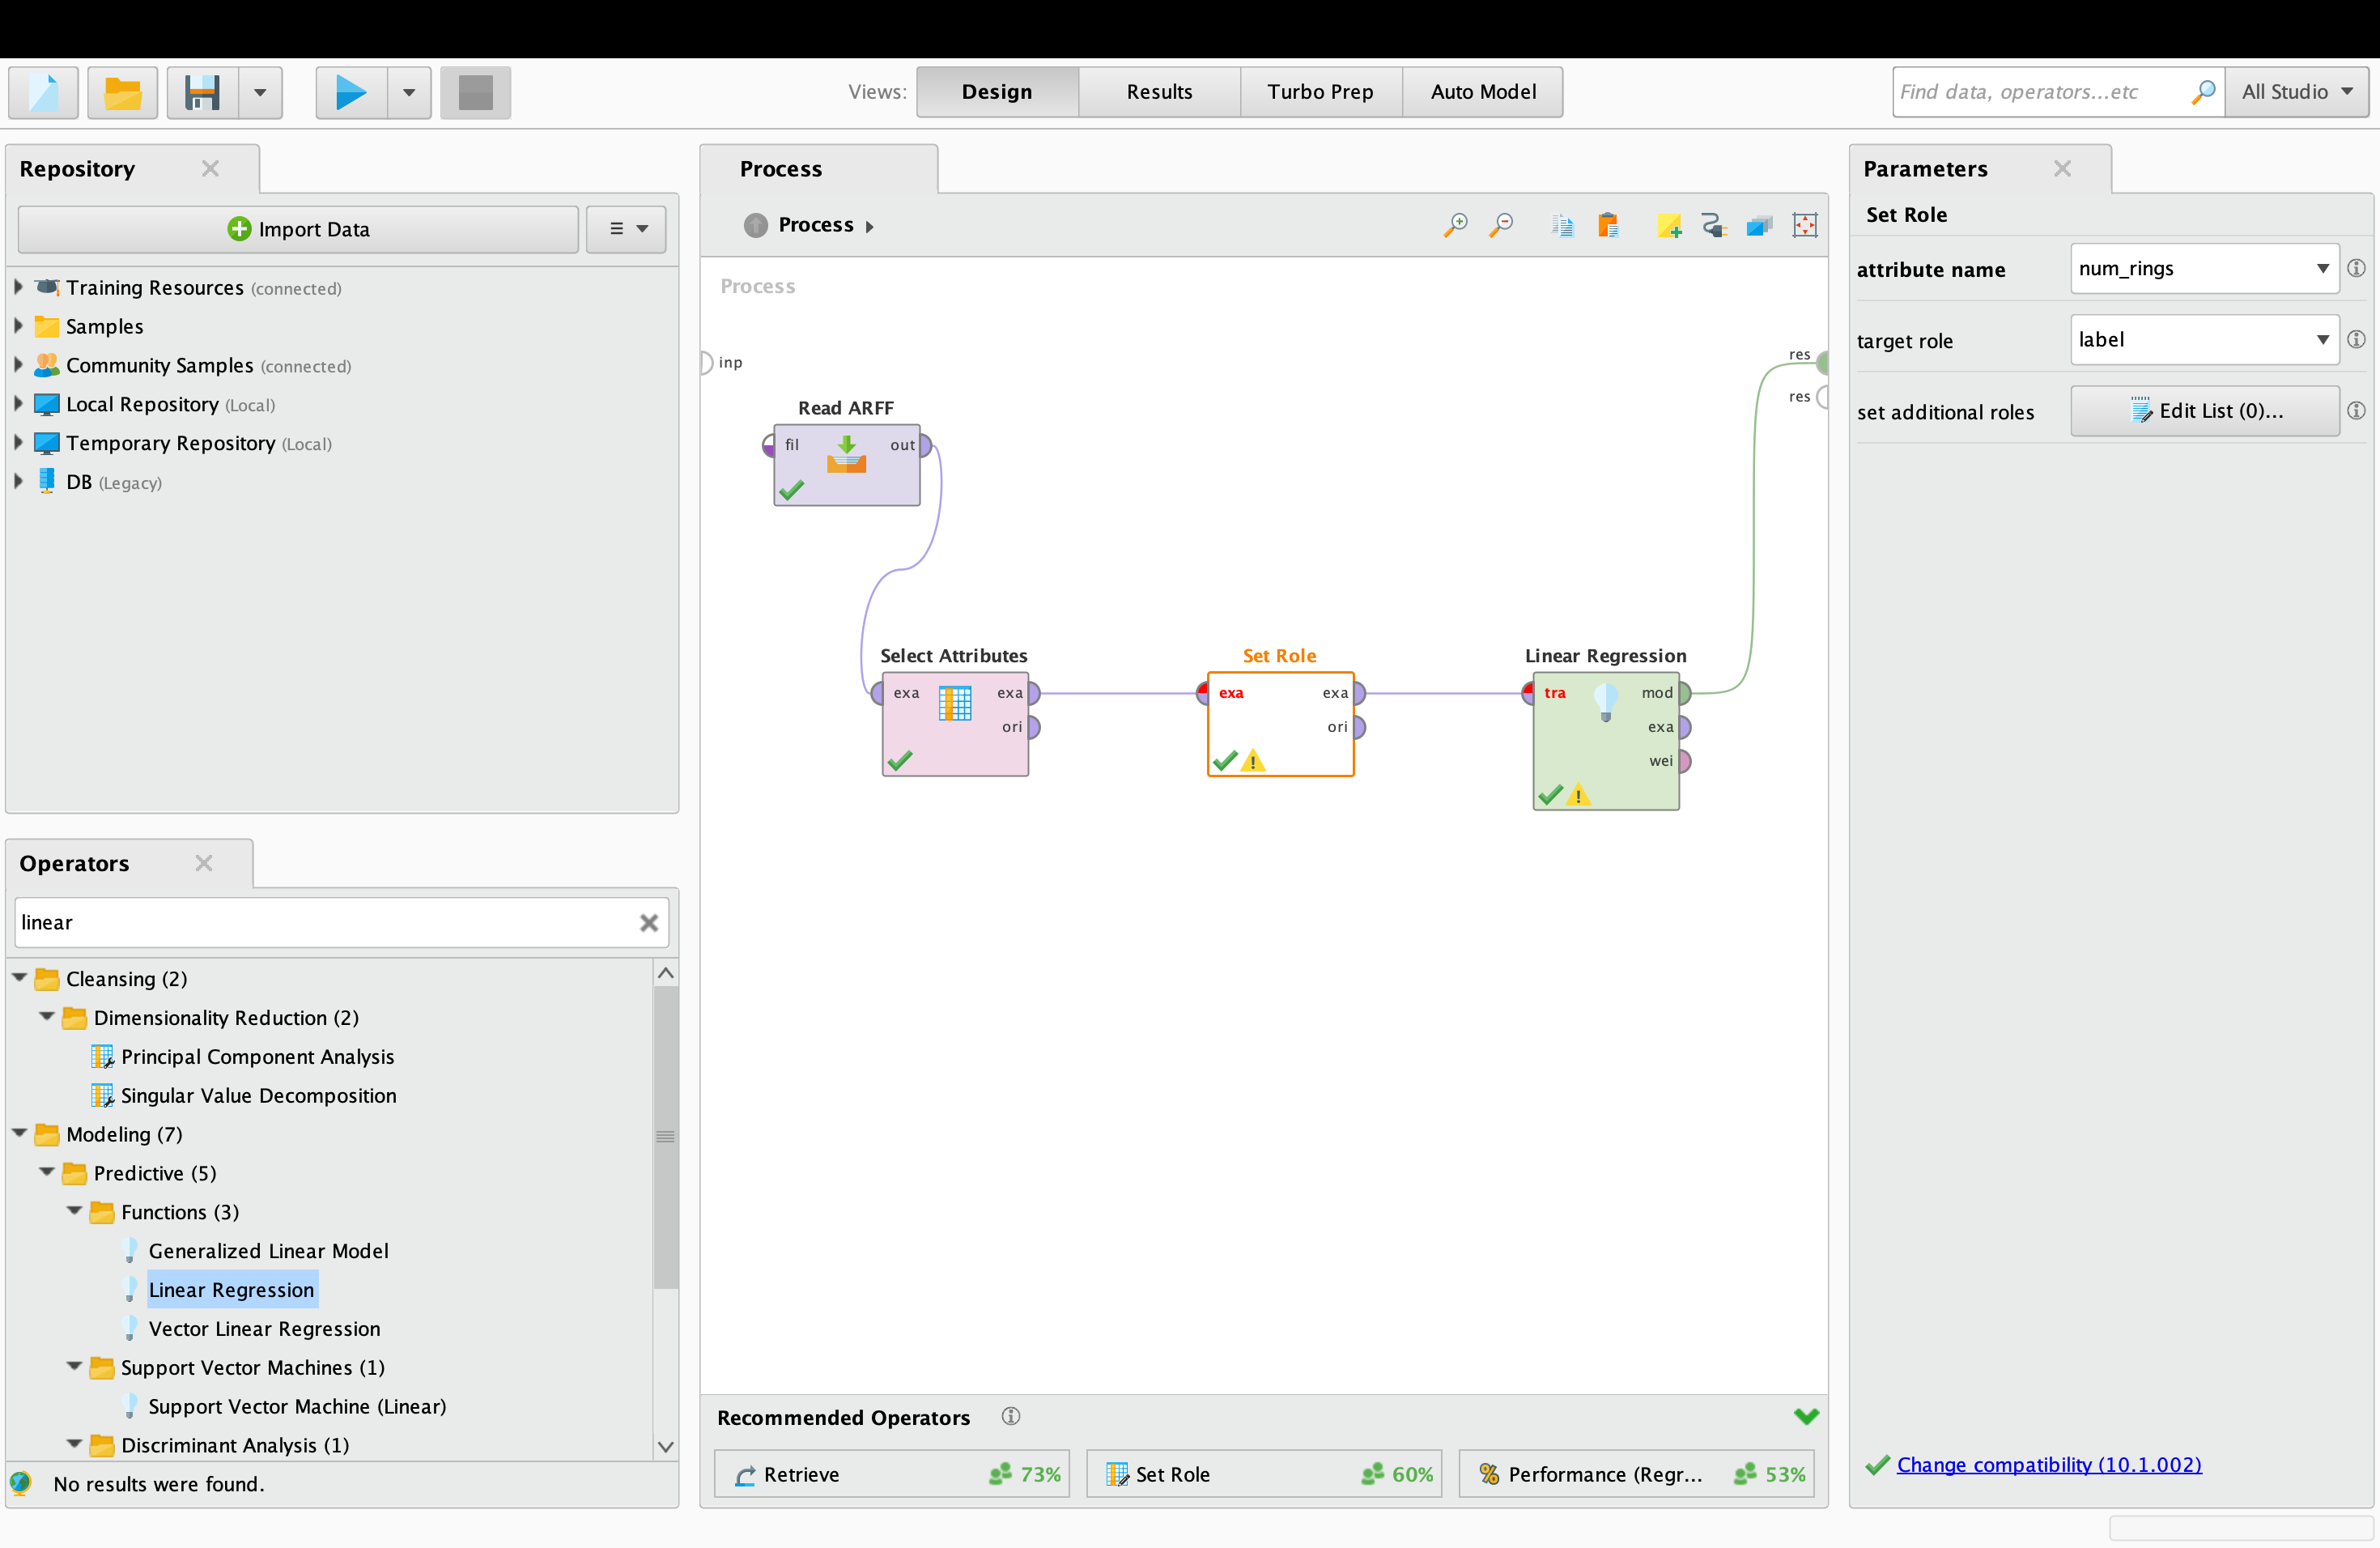 Views:
Design
Results
Turbo Prep
Auto Model
Find data, operators...etc
All Studio
Repository
Import Data
Training Resources (connected)
Samples
Community Samples (connected)
Local Repository (Local)
Temporary Repository (Local)
DB (Legacy)
Operators
linear
Cleansing (2)
Dimensionality Reduction (2)
Principal Component Analysis
Singular Value Decomposition
Modeling (7)
Predictive (5)
Functions (3)
Generalized Linear Model
Linear Regression
Vector Linear Regression
Support Vector Machines (1)
Support Vector Machine (Linear)
Discriminant Analysis (1)
No results were found.
Process
Process
Process
inp
res
res
Read ARFF
fil
out
Select Attributes
exa
exa
ori
Set Role
exa
exa
ori
Linear Regression
tra
mod
exa
wei
Recommended Operators
Retrieve 73%
Set Role 60%
Performance (Regr... 53%
Parameters
Set Role
attribute name
num_rings
target role
label
set additional roles
Edit List (0)...
Change compatibility (10.1.002)